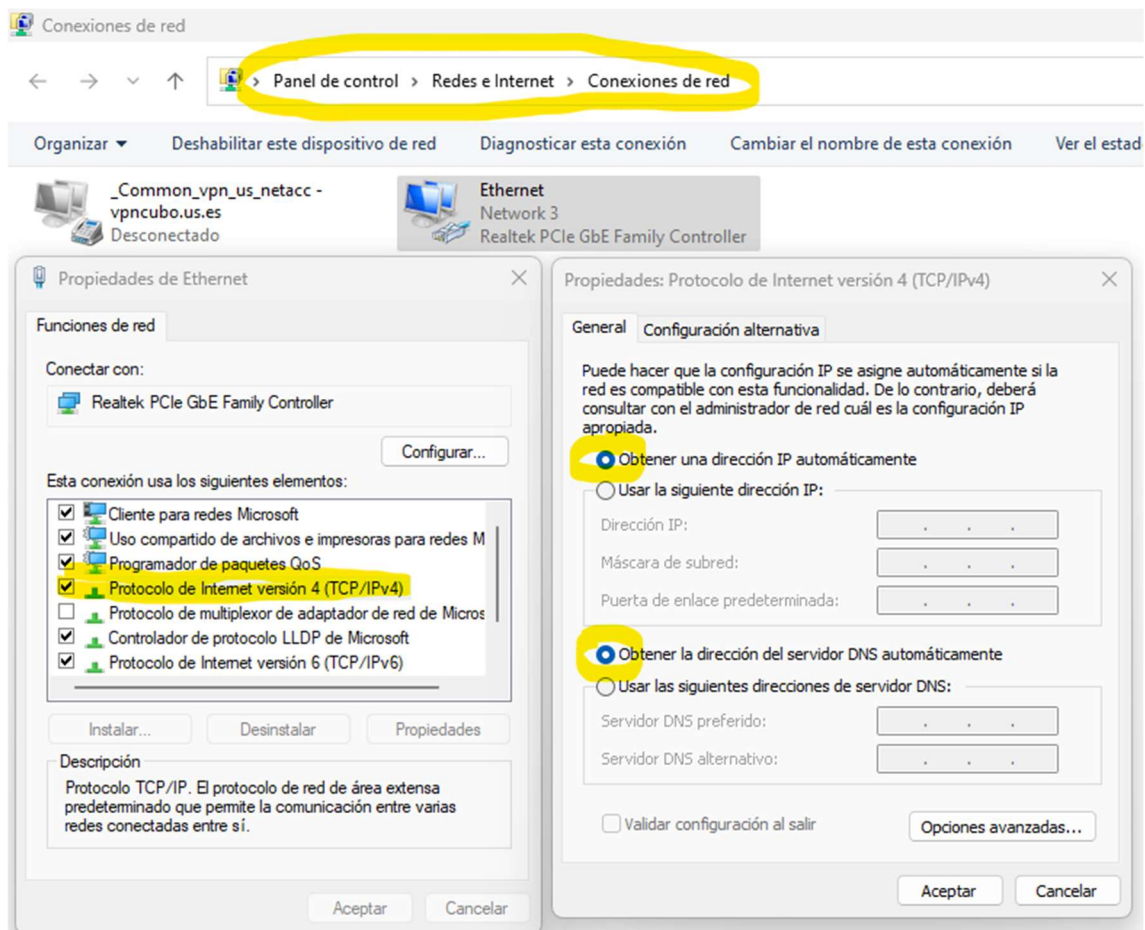 Conexiones de red
Panel de control > Redes e Internet > Conexiones de red
Organizar Deshabilitar este dispositivo de red Diagnosticar esta conexión Cambiar el nombre de esta conexión Ver el estad
_Common_vpn_us_netacc -
vpncubo.us.es
Desconectado
Ethernet
Network 3
Realtek PCIe GbE Family Controller
Propiedades de Ethernet
Funciones de red
Conectar con:
Realtek PCIe GbE Family Controller
Configurar...
Esta conexión usa los siguientes elementos:
Cliente para redes Microsoft
Uso compartido de archivos e impresoras para redes M
Programador de paquetes QoS
Protocolo de Internet versión 4 (TCP/IPv4)
Protocolo de multiplexor de adaptador de red de Micros
Controlador de protocolo LLDP de Microsoft
Protocolo de Internet versión 6 (TCP/IPv6)
Instalar... Desinstalar Propiedades
Descripción
Protocolo TCP/IP. El protocolo de red de área extensa
predeterminado que permite la comunicación entre varias
redes conectadas entre sí.
Aceptar Cancelar
Propiedades: Protocolo de Internet versión 4 (TCP/IPv4)
General Configuración alternativa
Puede hacer que la configuración IP se asigne automáticamente si la
red es compatible con esta funcionalidad. De lo contrario, deberá
consultar con el administrador de red cuál es la configuración IP
apropiada.
Obtener una dirección IP automáticamente
Usar la siguiente dirección IP:
Dirección IP:
Máscara de subred:
Puerta de enlace predeterminada:
Obtener la dirección del servidor DNS automáticamente
Usar las siguientes direcciones de servidor DNS:
Servidor DNS preferido:
Servidor DNS alternativo:
Validar configuración al salir
Opciones avanzadas...
Aceptar Cancelar